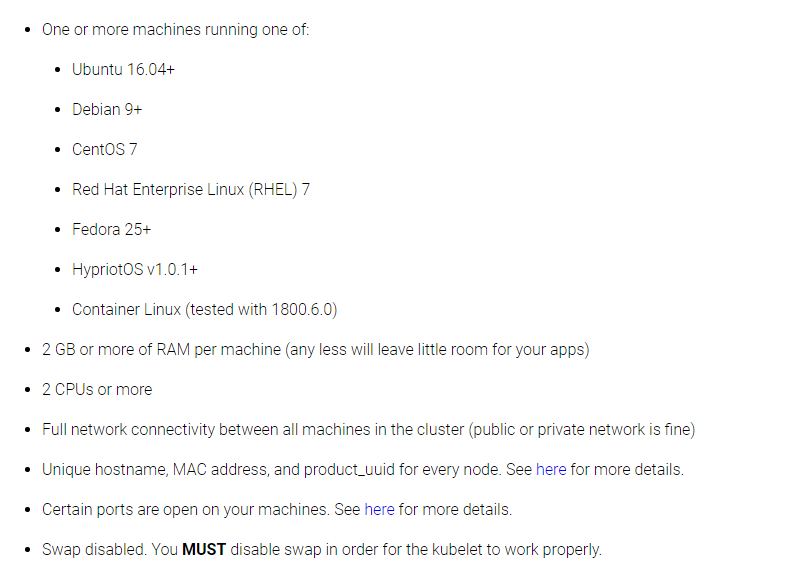 One or more machines running one of:
Ubuntu 16.04+
Debian 9+
CentOS 7
Red Hat Enterprise Linux (RHEL) 7
Fedora 25+
HypriotOS v1.0.1+
Container Linux (tested with 1800.6.0)
2 GB or more of RAM per machine (any less will leave little room for your apps)
2 CPUs or more
Full network connectivity between all machines in the cluster (public or private network is fine)
Unique hostname, MAC address, and product_uuid for every node. See here for more details.
Certain ports are open on your machines. See here for more details.
Swap disabled. You MUST disable swap in order for the kubelet to work properly.